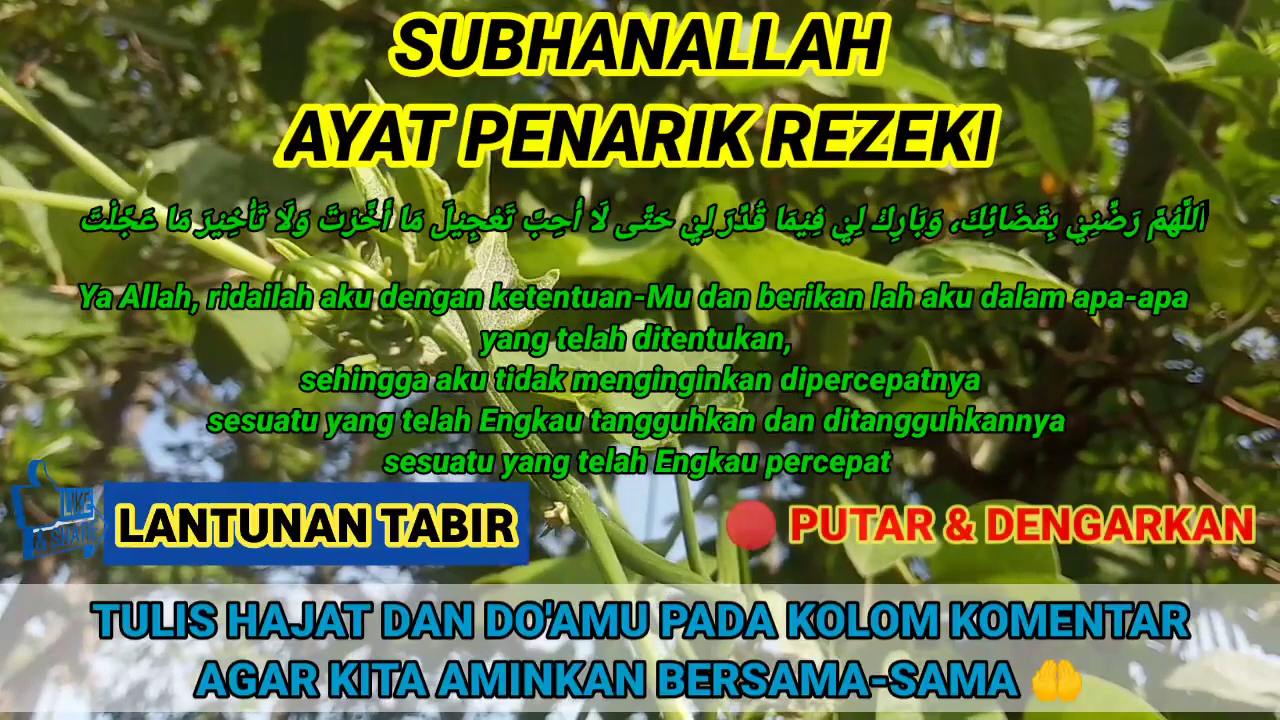 SUBHANALLAH
AYAT PENARIK REZEKI
اَللَّهُمَّ رَضِّنِيْ بِقَضَائِكَ، وَبَارِكْ لِيْ فِيمَا قُدِّرَ لِيْ حَتَّى لَا أُحِبَّ تَعْجِيلَ مَا أَخَّرْتَ وَلَا تَأْخِيرَ مَا عَجَّلْتَ
Ya Allah, ridailah aku dengan ketentuan-Mu dan berikan lah aku dalam apa-apa
yang telah ditentukan,
sehingga aku tidak menginginkan dipercepatnya
sesuatu yang telah Engkau tangguhkan dan ditangguhkannya
sesuatu yang telah Engkau percepat
LIKE
& SHARE
LANTUNAN TABIR
PUTAR & DENGARKAN
TULIS HAJAT DAN DO'AMU PADA KOLOM KOMENTAR
AGAR KITA AMINKAN BERSAMA-SAMA 🤲